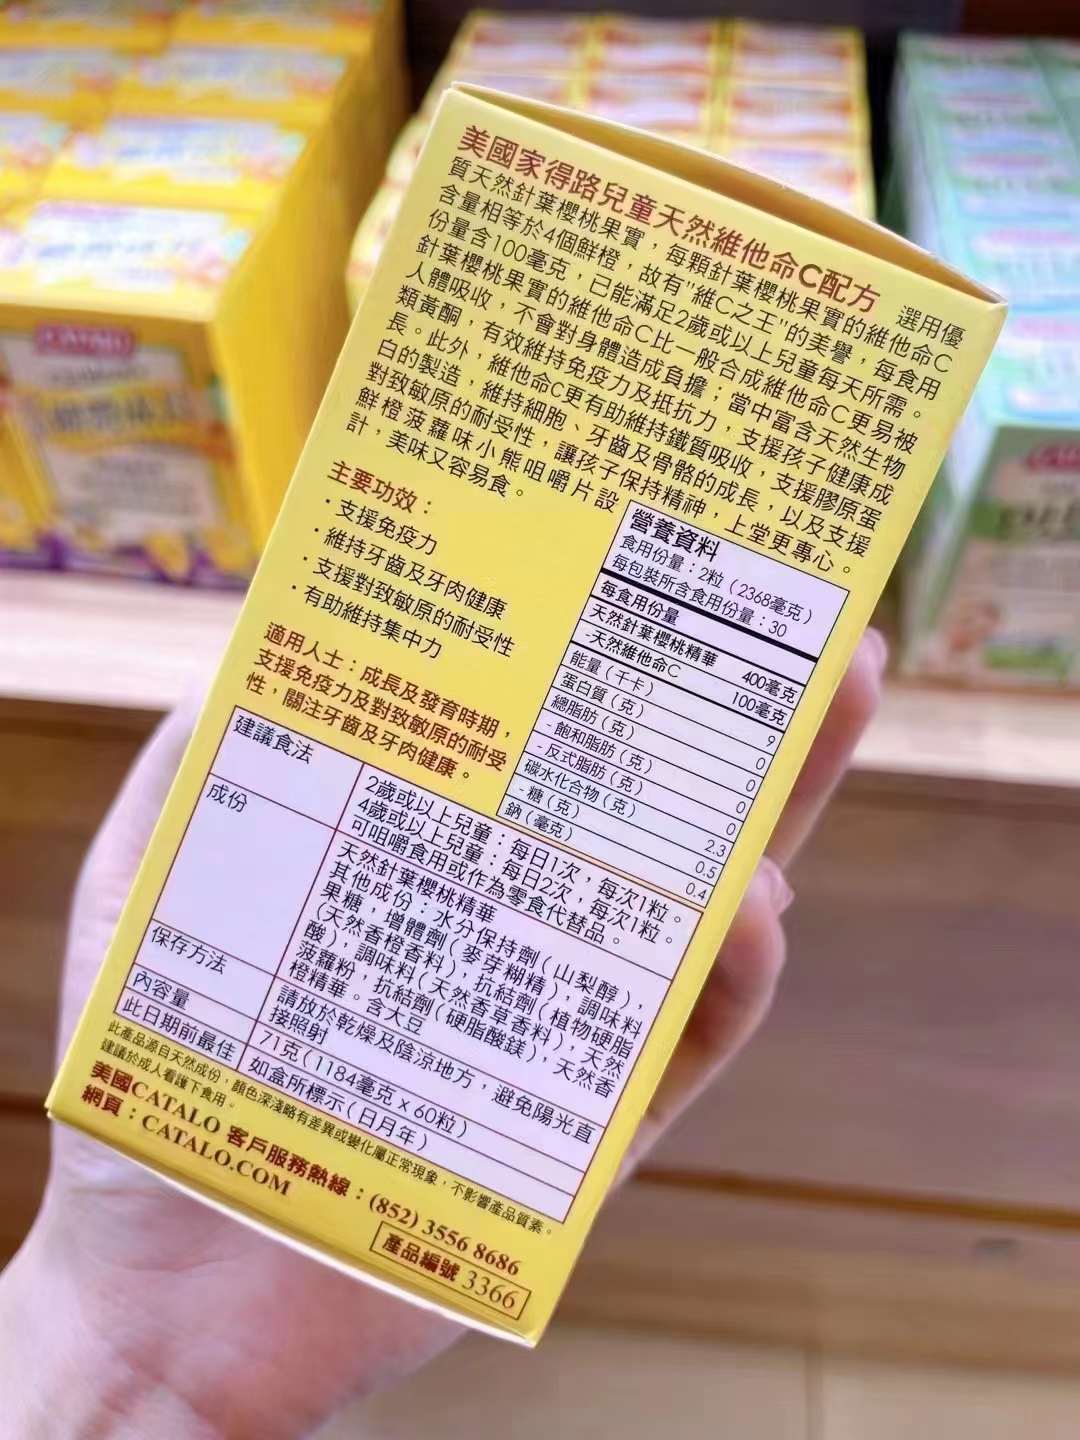 美國家得路兒童天然維他命C配方 選用優
質天然針葉櫻桃果實，每顆針葉櫻桃果實的維他命C
含量相等於4個鮮橙，故有"維C之王"的美譽，每食用
份量含100毫克，已能滿足2歲或以上兒童每天所需。
針葉櫻桃果實的維他命C比一般合成維他命C更易被
人體吸收，不會對身體造成負擔；當中富含天然生物
類黃酮，有效維持免疫力及抵抗力，支援孩子健康成
長。此外，維他命C更有助維持鐵質吸收，支援膠原蛋
白的製造，維持細胞、牙齒及骨骼的成長，以及支援
對致敏原的耐受性，讓孩子保持精神，上堂更專心。
鮮橙菠蘿味小熊咀嚼片設
計，美味又容易食。
主要功效：
·支援免疫力
·維持牙齒及牙肉健康
·支援對致敏原的耐受性
·有助維持集中力
適用人士：成長及發育時期，
支援免疫力及對致敏原的耐受
性，關注牙齒及牙肉健康。
營養資料
食用份量：2粒（2368毫克）
每包裝所含食用份量：30
每食用份量
天然針葉櫻桃精華 400毫克
-天然維他命C 100毫克
能量（千卡） 9
蛋白質（克） 0
總脂肪（克） 0
- 飽和脂肪（克） 0
- 反式脂肪（克） 0
碳水化合物（克） 2.3
- 糖（克） 0.5
鈉（毫克） 0.4
建議食法 2歲或以上兒童：每日1次，每次1粒。
4歲或以上兒童：每日2次，每次1粒。
可咀嚼食用或作為零食代替品。
成份 天然針葉櫻桃精華
其他成份：水分保持劑（山梨醇），
果糖，增體劑（麥芽糊精），調味料
（天然香橙香料），抗結劑（植物硬脂
酸），調味料（天然香草香料），天然
菠蘿粉，抗結劑（硬脂酸鎂），天然香
橙精華。含大豆
保存方法 請放於乾燥及陰涼地方，避免陽光直
接照射
內容量 71克（1184毫克 x 60粒）
此日期前最佳 如盒所標示（日月年）
此產品源自天然成份，顏色深淺略有差異或變化屬正常現象，不影響產品質素。
建議於成人看護下食用。
美國CATALO 客戶服務熱線：(852) 3556 8686
網頁：CATALO.COM
產品編號 3366
CATALO